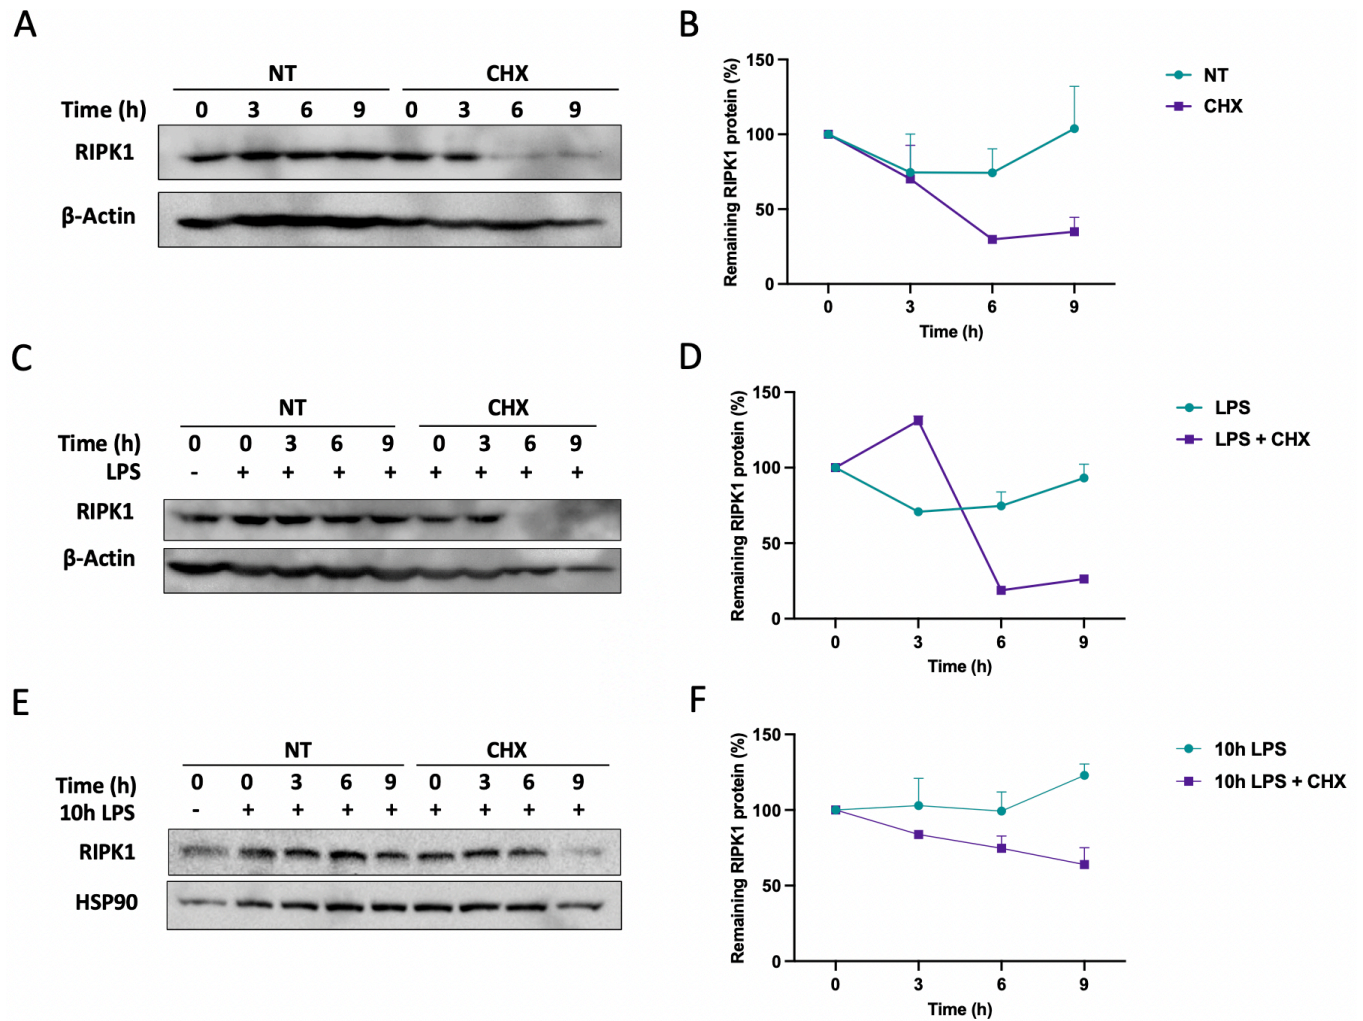 A
NT CHX
Time (h) 0 3 6 9 0 3 6 9
RIPK1
β-Actin
B
150
100
50
0
Remaining RIPK1 protein (%)
0 3 6 9
Time (h)
NT
CHX
C
NT CHX
Time (h) 0 0 3 6 9 0 3 6 9
LPS - + + + + + + + +
RIPK1
β-Actin
D
150
100
50
0
Remaining RIPK1 protein (%)
0 3 6 9
Time (h)
LPS
LPS + CHX
E
NT CHX
Time (h) 0 0 3 6 9 0 3 6 9
10h LPS - + + + + + + + +
RIPK1
HSP90
F
150
100
50
0
Remaining RIPK1 protein (%)
0 3 6 9
Time (h)
10h LPS
10h LPS + CHX